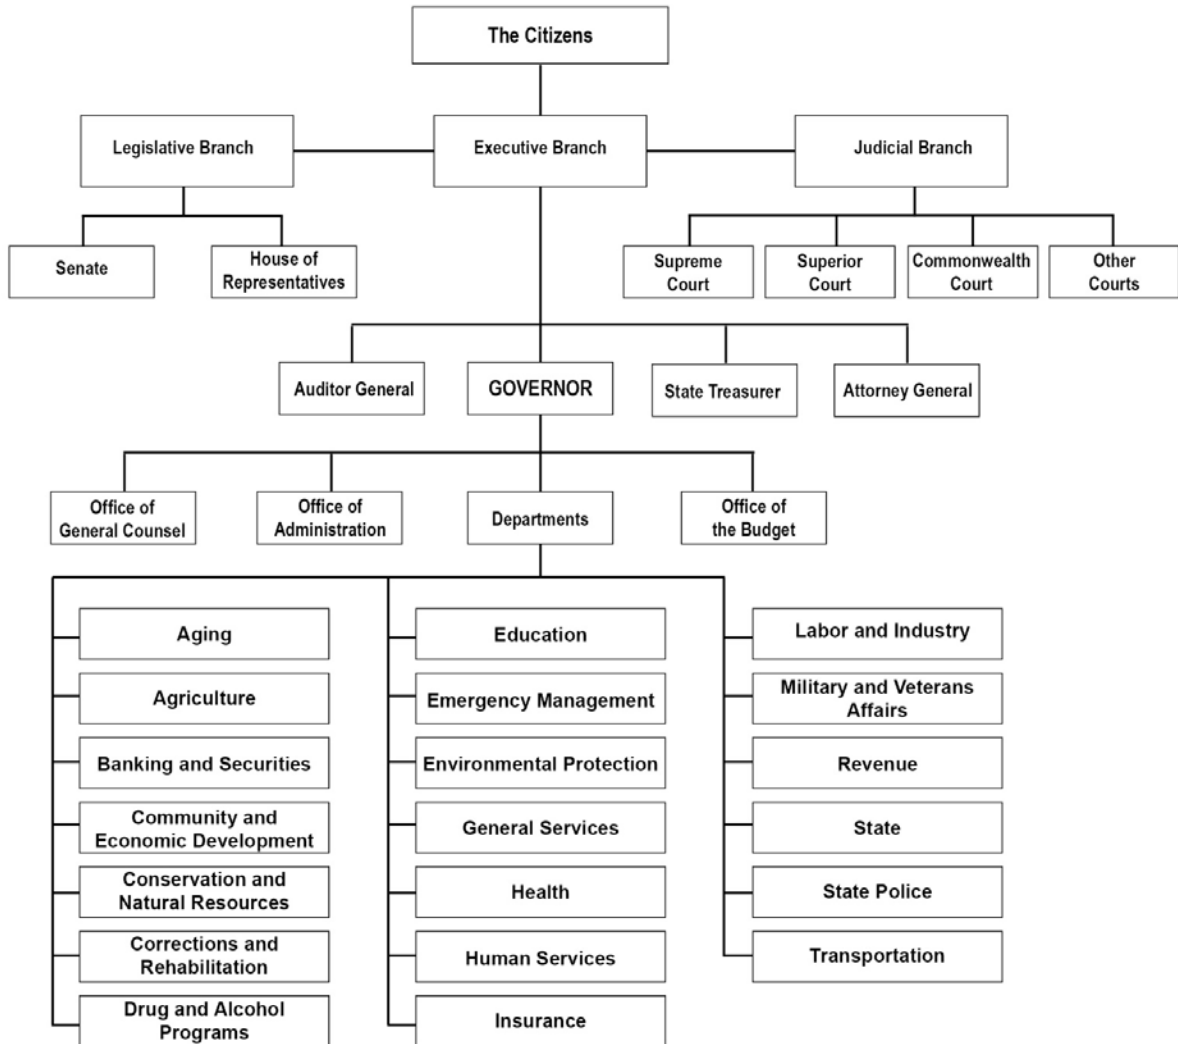 The Citizens
Legislative Branch
Executive Branch
Judicial Branch
Senate
House of
Representatives
Supreme
Court
Superior
Court
Commonwealth
Court
Other
Courts
Auditor General
GOVERNOR
State Treasurer
Attorney General
Office of
General Counsel
Office of
Administration
Departments
Office of
the Budget
Aging
Agriculture
Banking and Securities
Community and
Economic Development
Conservation and
Natural Resources
Corrections and
Rehabilitation
Drug and Alcohol
Programs
Education
Emergency Management
Environmental Protection
General Services
Health
Human Services
Insurance
Labor and Industry
Military and Veterans
Affairs
Revenue
State
State Police
Transportation